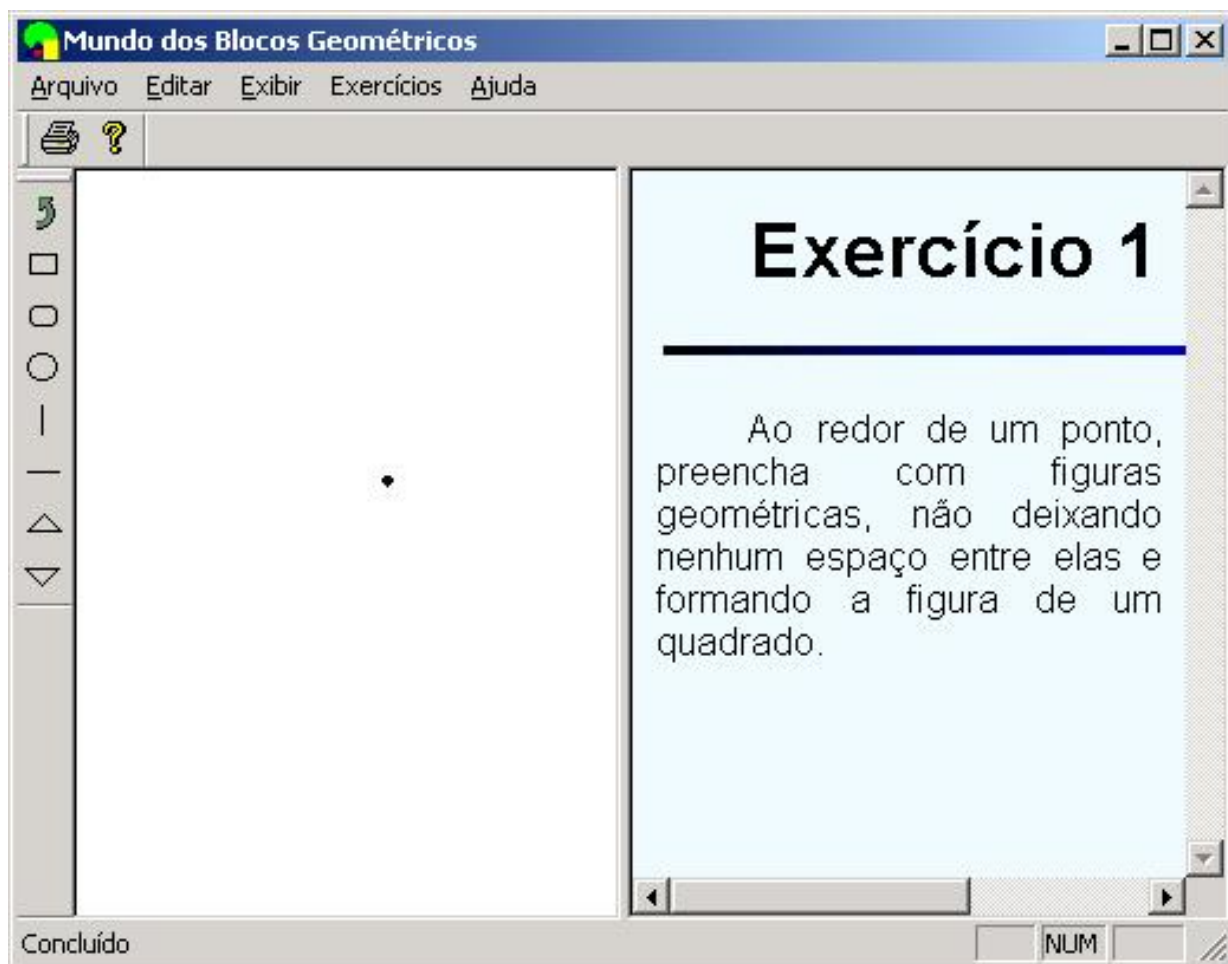 Mundo dos Blocos Geométricos
Arquivo Editar Exibir Exercícios Ajuda
Exercício 1
Ao redor de um ponto,
preencha com figuras
geométricas, não deixando
nenhum espaço entre elas e
formando a figura de um
quadrado.
Concluído
NUM